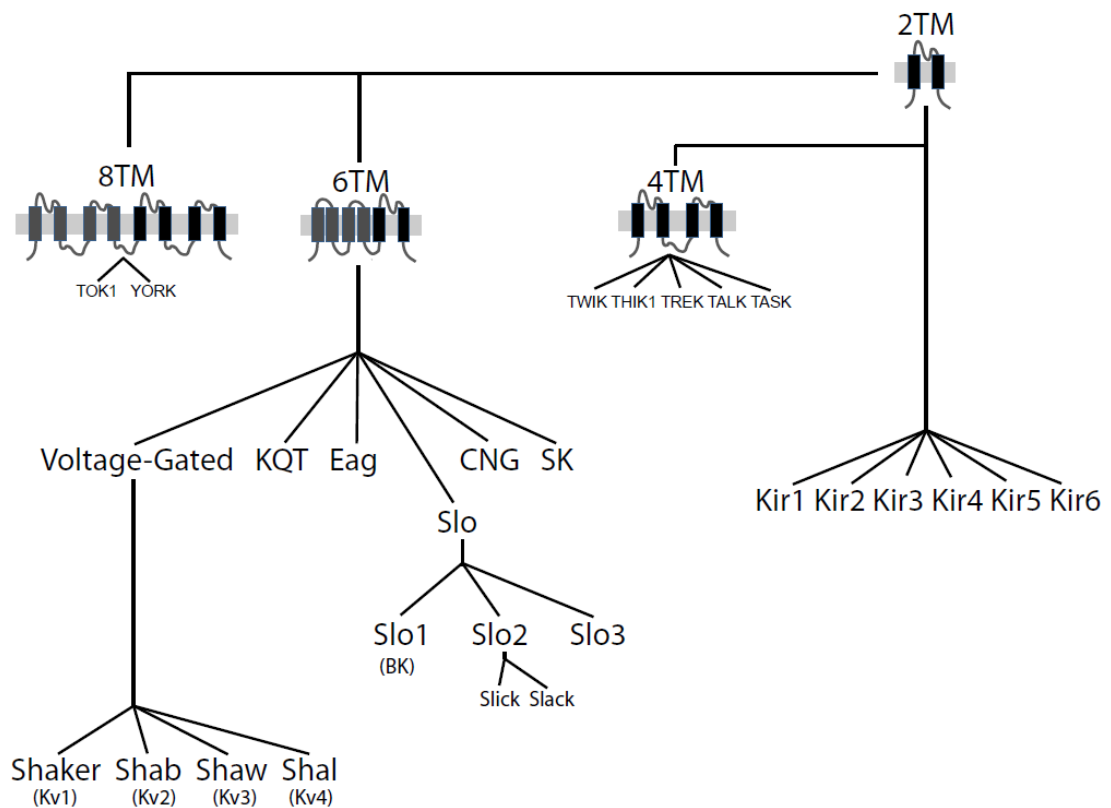 2TM
8TM
6TM
4TM
TOK1 YORK
TWIK THIK1 TREK TALK TASK
Voltage-Gated KQT Eag CNG SK
Kir1 Kir2 Kir3 Kir4 Kir5 Kir6
Slo
Slo1 Slo2 Slo3
(BK)
Slick Slack
Shaker Shab Shaw Shal
(Kv1) (Kv2) (Kv3) (Kv4)